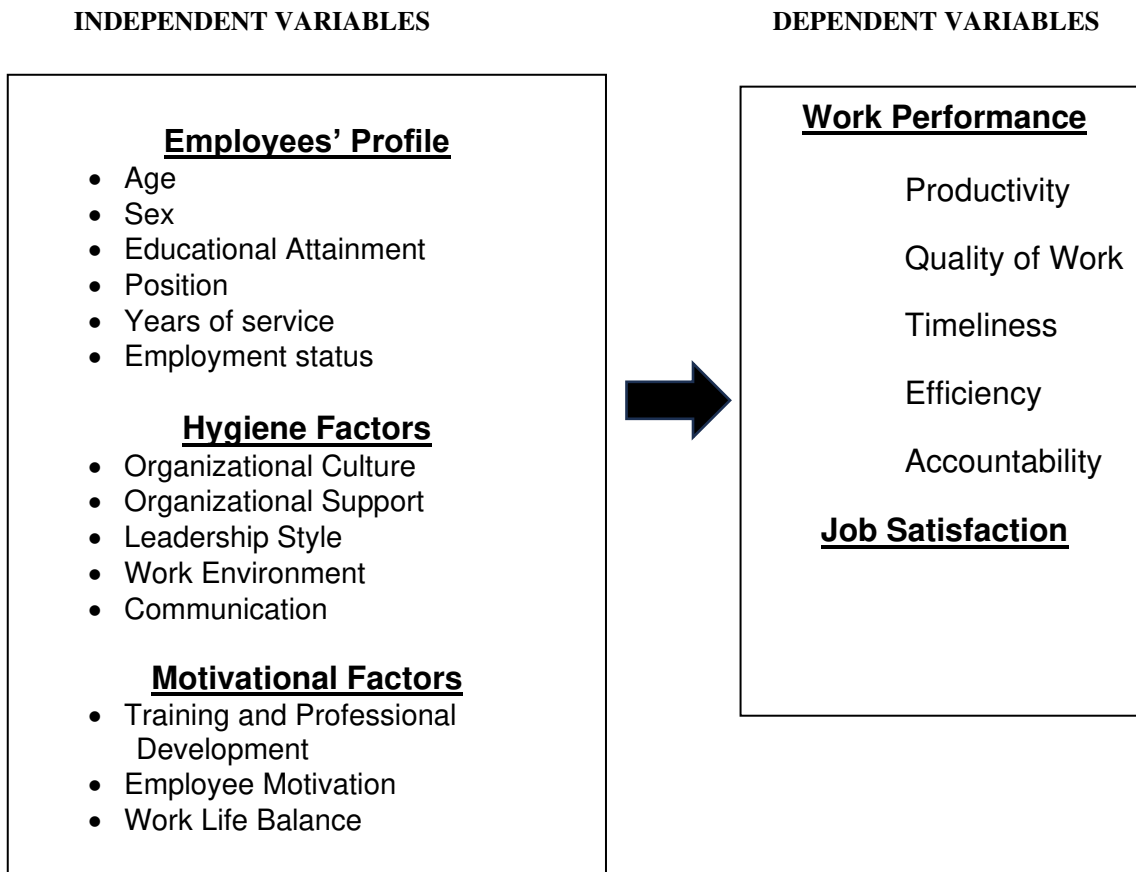 INDEPENDENT VARIABLES
DEPENDENT VARIABLES
Employees’ Profile
• Age
• Sex
• Educational Attainment
• Position
• Years of service
• Employment status
Hygiene Factors
• Organizational Culture
• Organizational Support
• Leadership Style
• Work Environment
• Communication
Motivational Factors
• Training and Professional
Development
• Employee Motivation
• Work Life Balance
Work Performance
Productivity
Quality of Work
Timeliness
Efficiency
Accountability
Job Satisfaction